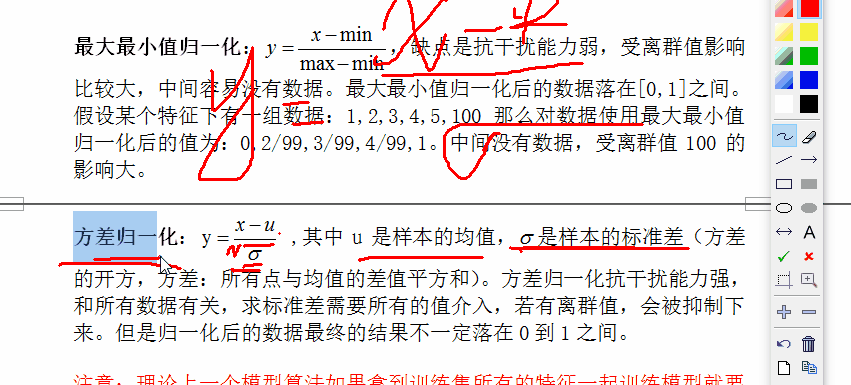 最大最小值归一化：y = (x − min) / (max − min)，缺点是抗干扰能力弱，受离群值影响
比较大，中间容易没有数据。最大最小值归一化后的数据落在[0,1]之间。
假设某个特征下有一组数据：1,2,3,4,5,100 那么对数据使用最大最小值
归一化后的值为：0,2/99,3/99,4/99,1。中间没有数据，受离群值 100 的
影响大。
方差归一化：y = (x − u) / σ，其中 u 是样本的均值，σ 是样本的标准差（方差
的开方，方差：所有点与均值的差值平方和）。方差归一化抗干扰能力强，
和所有数据有关，求标准差需要所有的值介入，若有离群值，会被抑制下
来。但是归一化后的数据最终的结果不一定落在 0 到 1 之间。
注意：理论上一个模型算法如果拿到训练集所有的特征一起训练模型就要